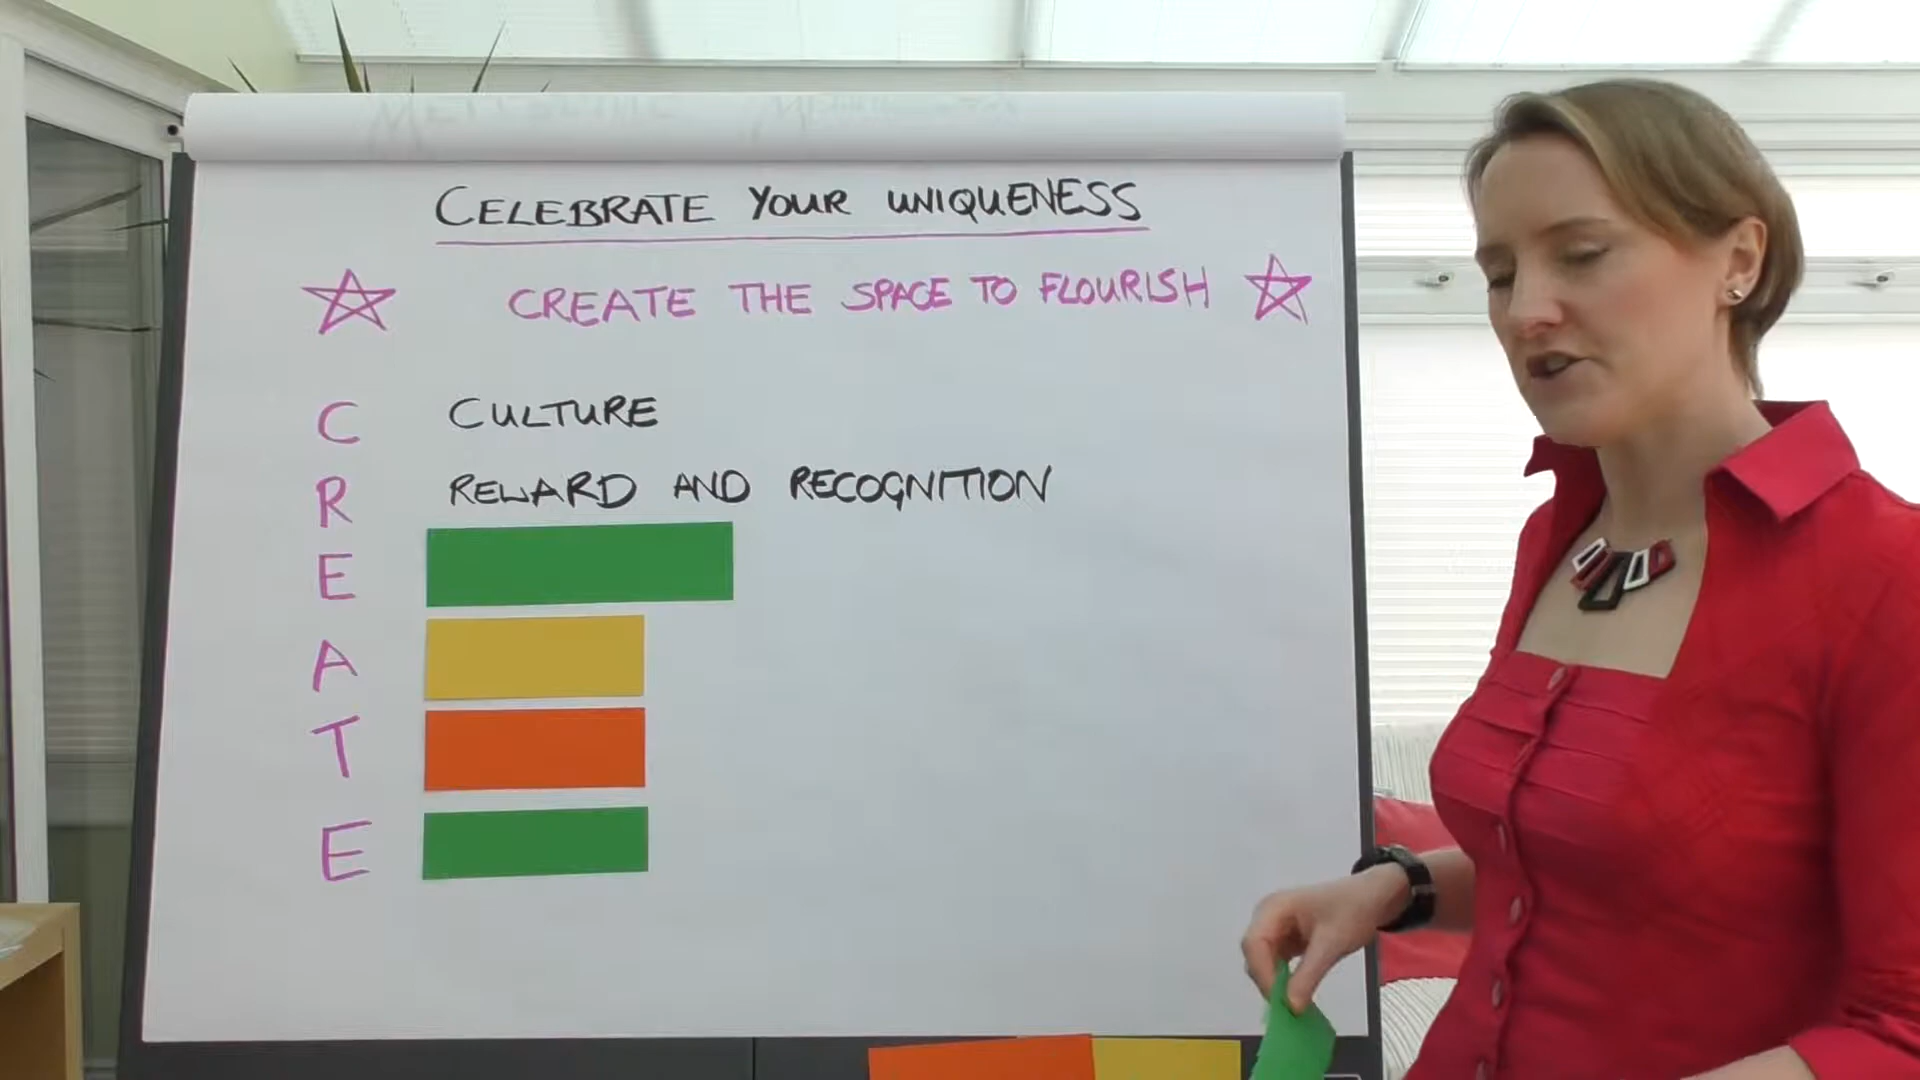 CELEBRATE YOUR UNIQUENESS
CREATE THE SPACE TO FLOURISH
C CULTURE
R REWARD AND RECOGNITION
E
A
T
E